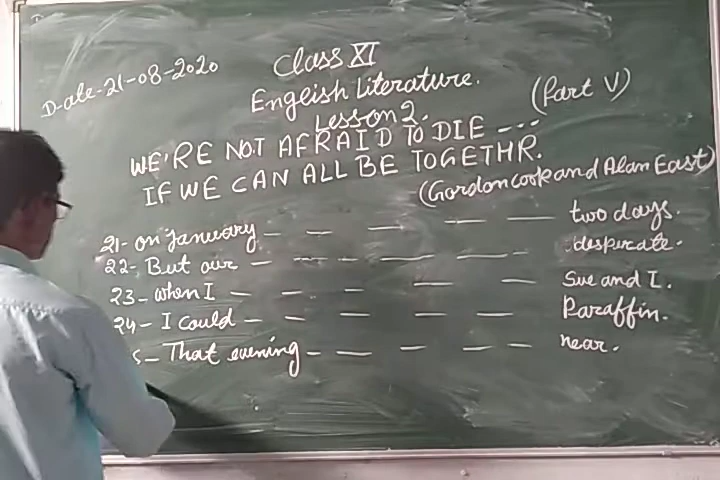 Date-21-08-2020
Class XI
English Literature.
Lesson 2.
(Part V)
WE'RE NOT AFRAID TO DIE ---
IF WE CAN ALL BE TOGETHR.
(Gordon cook and Alan East)
21- on january - - - - - two days.
22- But our - - - - - - desperate.
23- when I - - - - - - Sue and I.
24- I could - - - - - - Paraffin.
5- That evening - - - - - near.